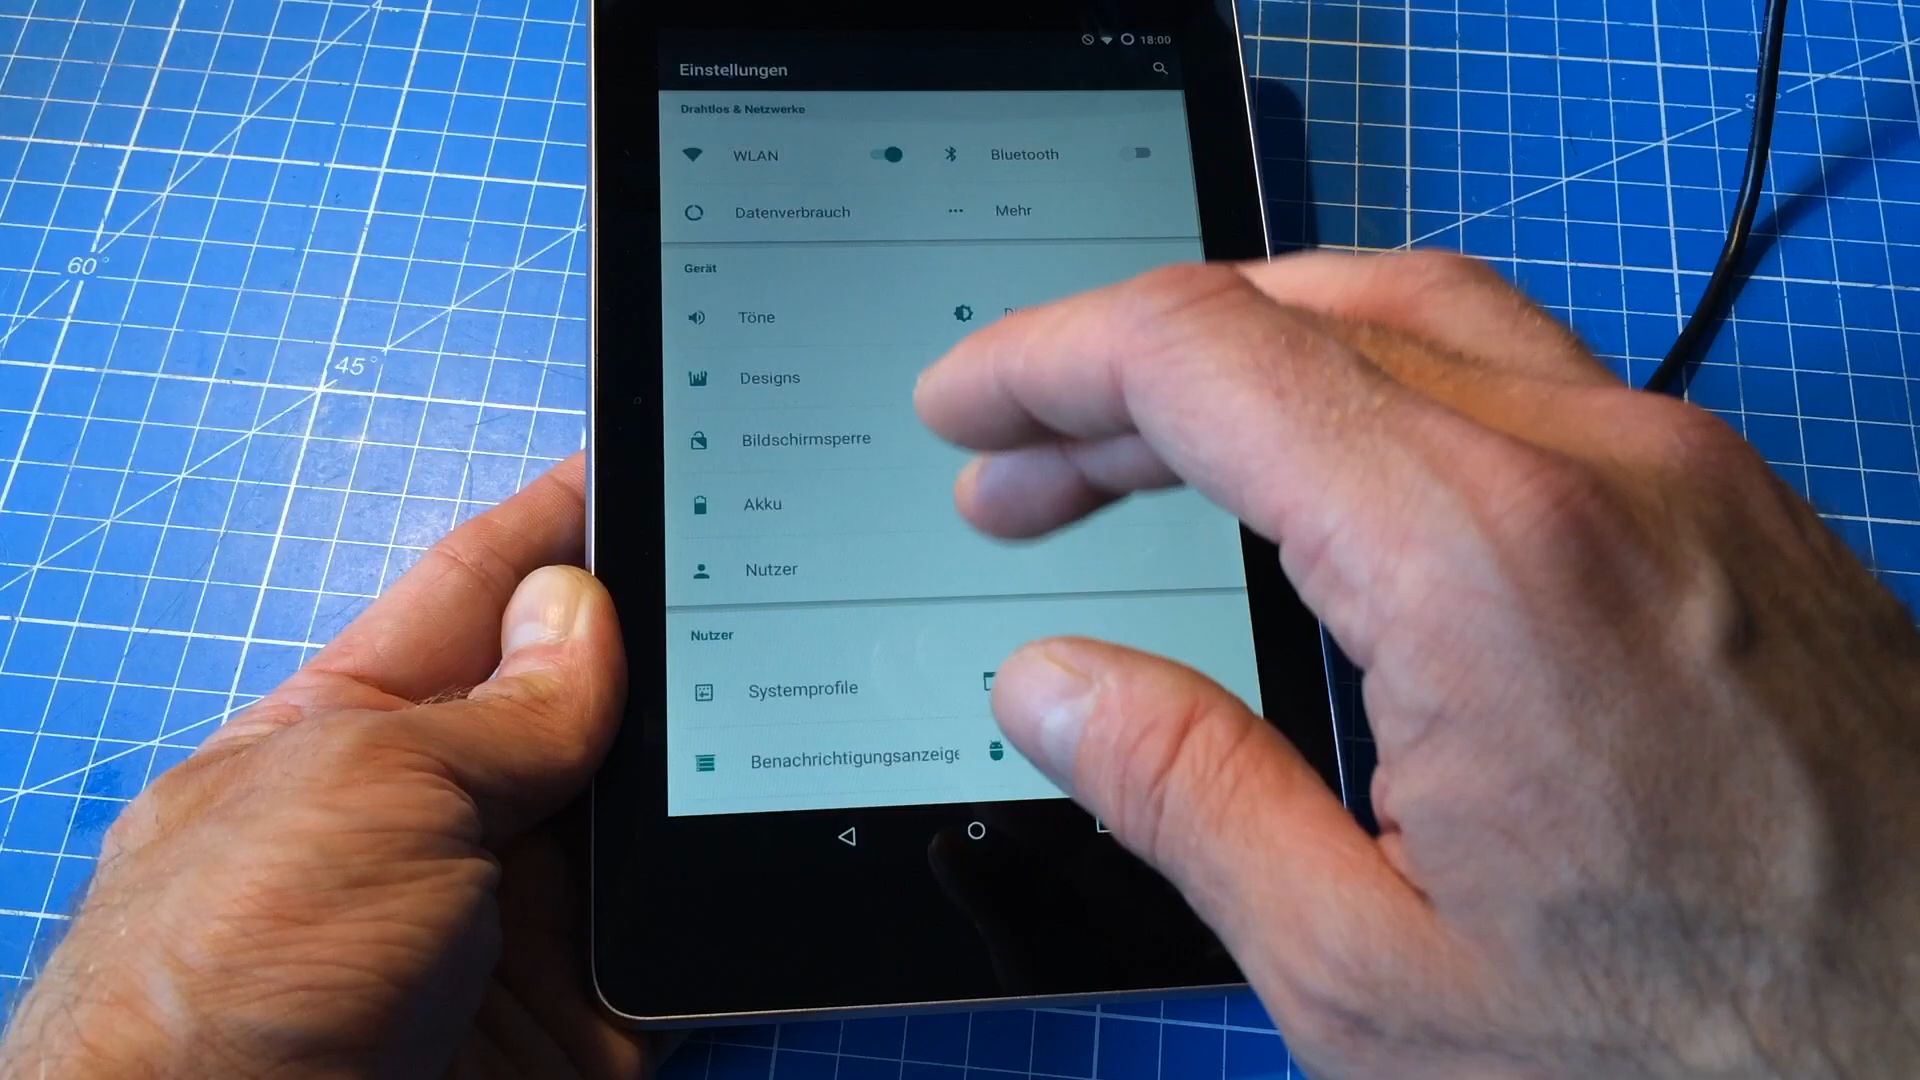 18:00
Einstellungen
Drahtlos & Netzwerke
WLAN
Bluetooth
Datenverbrauch
Mehr
Gerät
Töne
Designs
Bildschirmsperre
Akku
Nutzer
Nutzer
Systemprofile
Benachrichtigungsanzeige
60°
45°